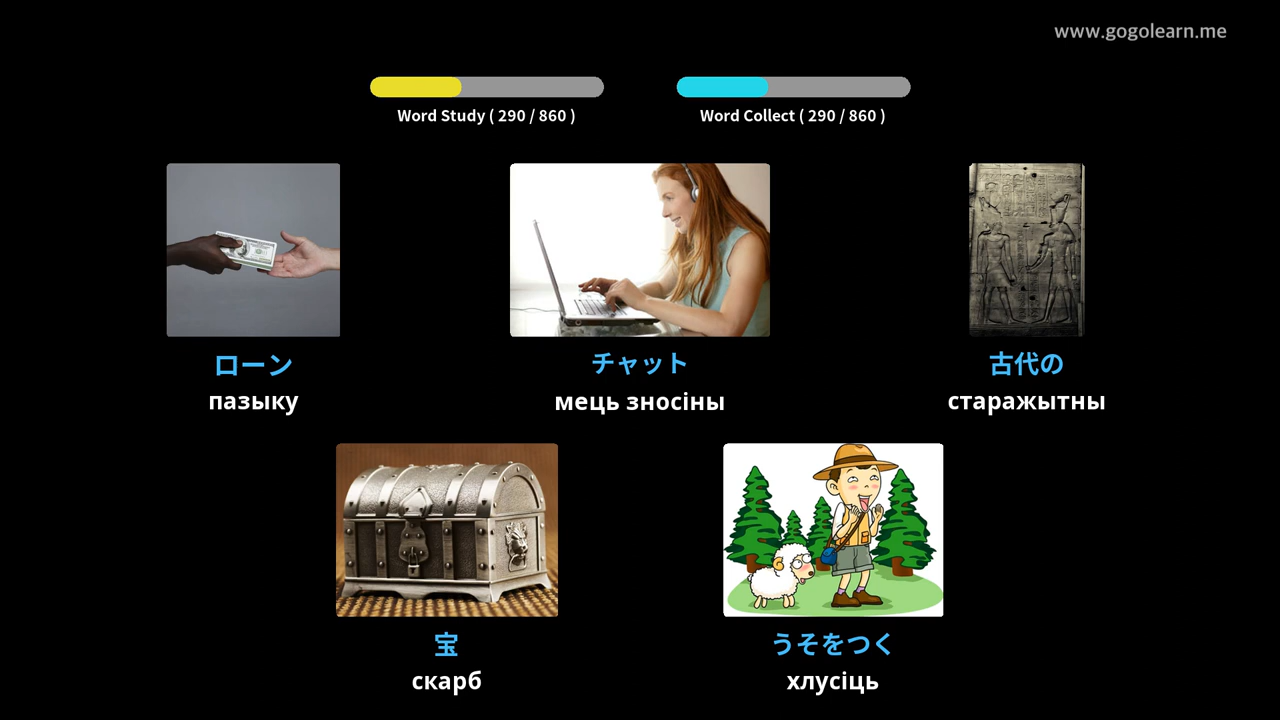 www.gogolearn.me
Word Study ( 290 / 860 )
Word Collect ( 290 / 860 )
ローン
пазыку
チャット
мець зносіны
古代の
старажытны
宝
скарб
うそをつく
хлусіць